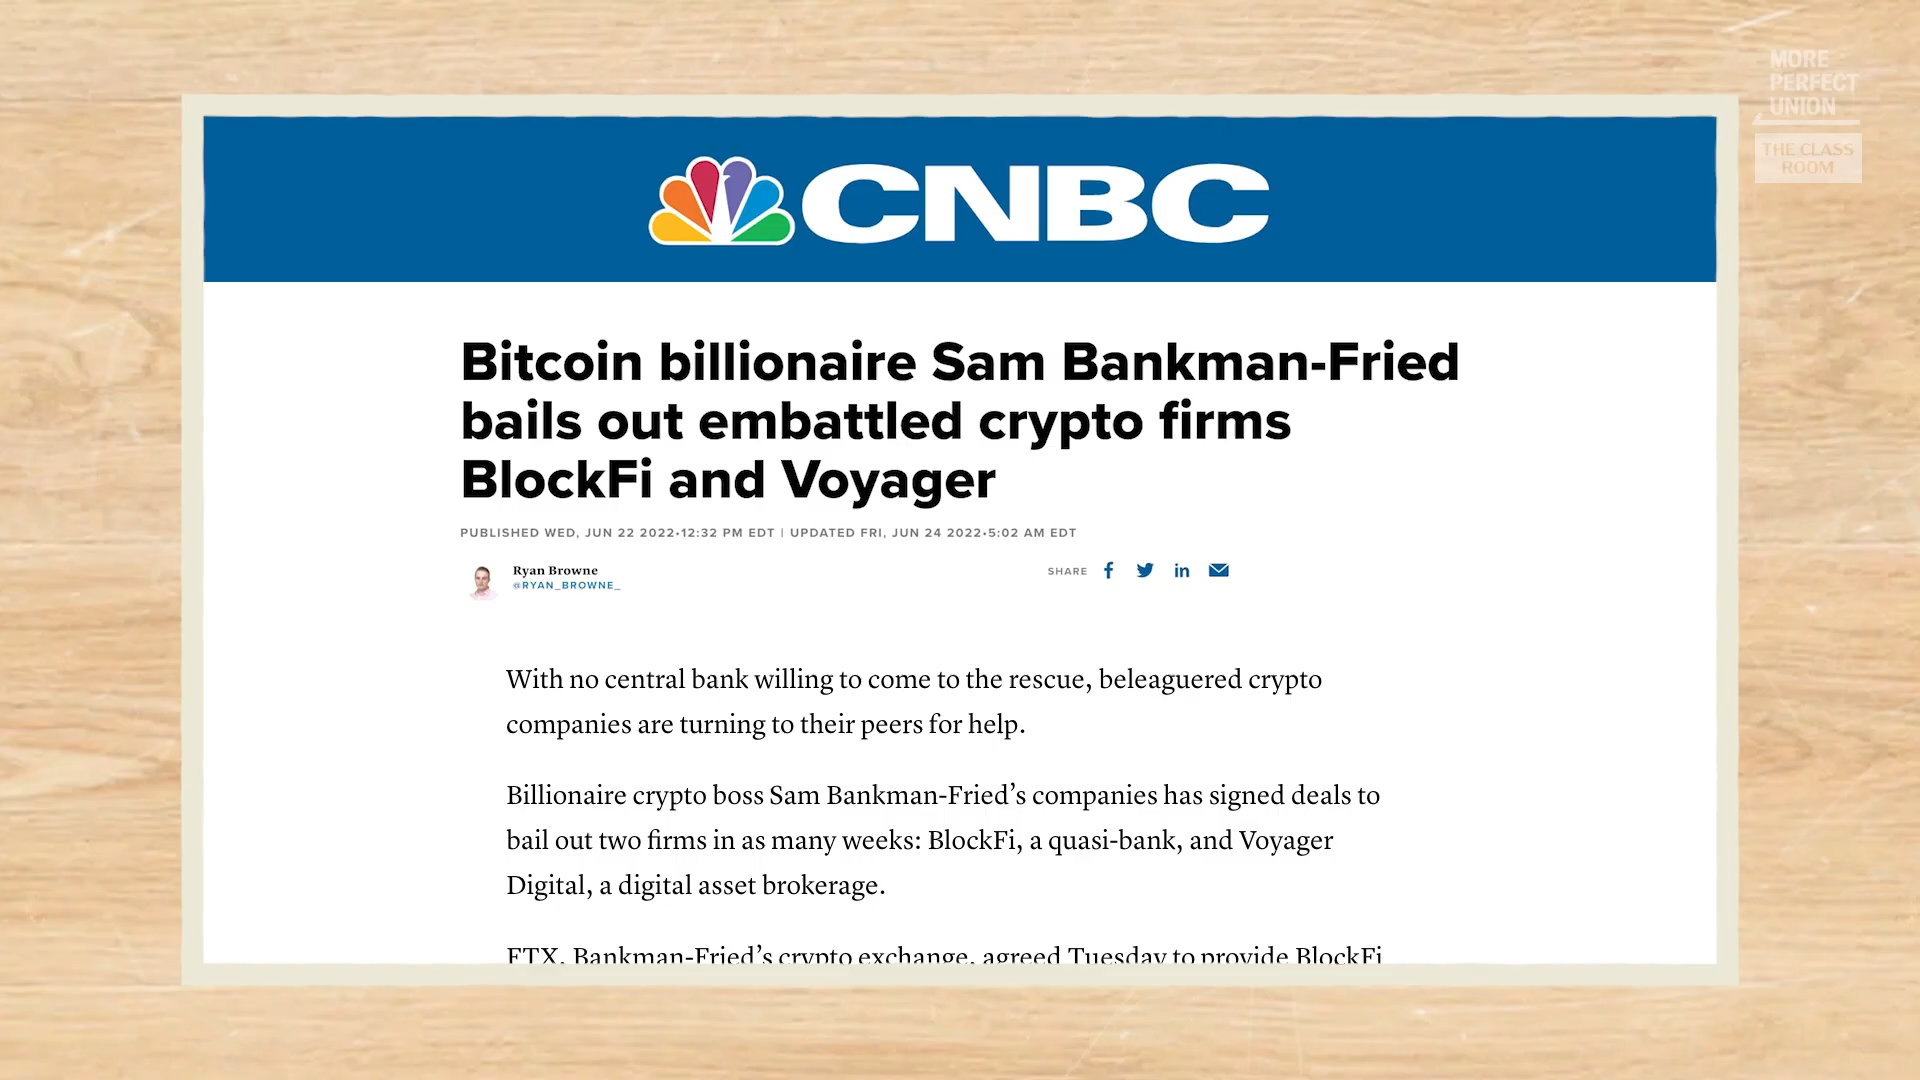 MORE
PERFECT
UNION
THE CLASS
ROOM
CNBC
Bitcoin billionaire Sam Bankman-Fried
bails out embattled crypto firms
BlockFi and Voyager
PUBLISHED WED, JUN 22 2022•12:32 PM EDT | UPDATED FRI, JUN 24 2022•5:02 AM EDT
Ryan Browne
@RYAN_BROWNE_
SHARE
With no central bank willing to come to the rescue, beleaguered crypto
companies are turning to their peers for help.
Billionaire crypto boss Sam Bankman-Fried’s companies has signed deals to
bail out two firms in as many weeks: BlockFi, a quasi-bank, and Voyager
Digital, a digital asset brokerage.
FTX, Bankman-Fried’s crypto exchange, agreed Tuesday to provide BlockFi